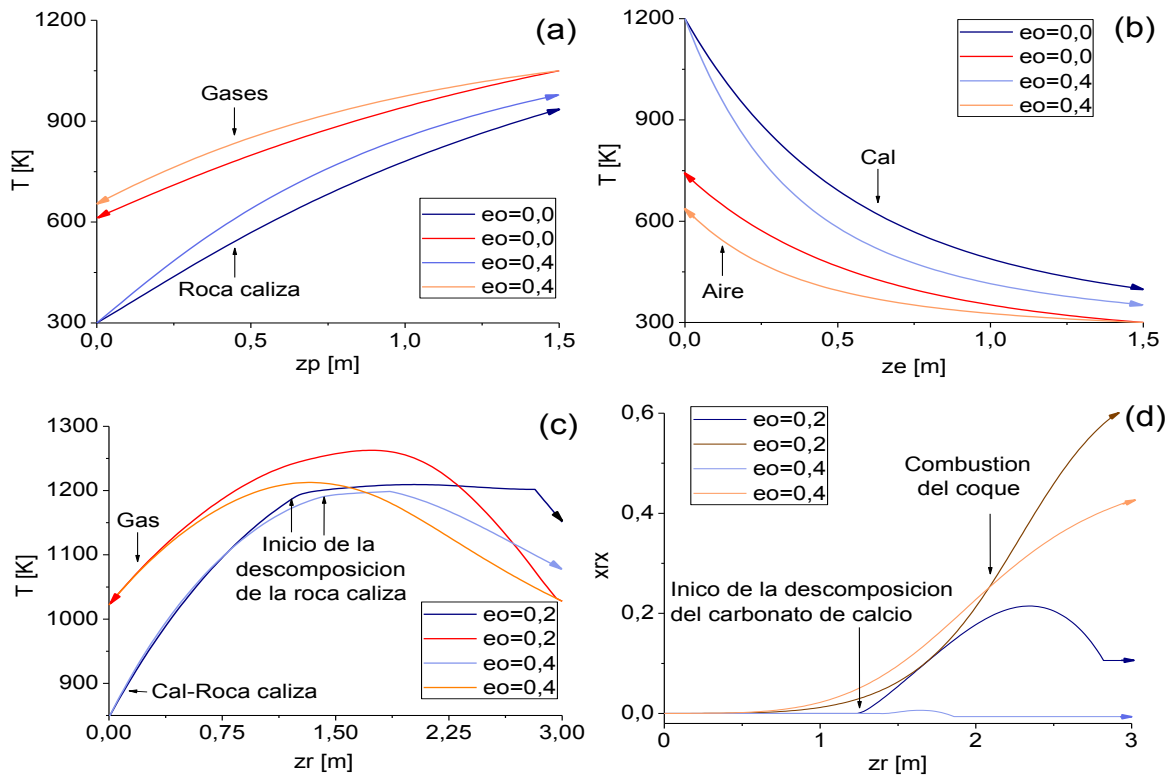 (a)
1200
900
600
300
T [K]
Gases
Roca caliza
eo=0,0
eo=0,0
eo=0,4
eo=0,4
0,0
0,5
1,0
1,5
zp [m]
(b)
1200
900
600
300
T [K]
eo=0,0
eo=0,0
eo=0,4
eo=0,4
Cal
Aire
0,0
0,5
1,0
1,5
ze [m]
(c)
1300
1200
1100
1000
900
T [K]
Gas
Inicio de la
descomposicion
de la roca caliza
Cal-Roca caliza
eo=0,2
eo=0,2
eo=0,4
eo=0,4
0,00
0,75
1,50
2,25
3,00
zr [m]
(d)
0,6
0,4
0,2
0,0
xrx
eo=0,2
eo=0,2
eo=0,4
eo=0,4
Combustion
del coque
Inico de la descomposicion
del carbonato de calcio
0
1
2
3
zr [m]